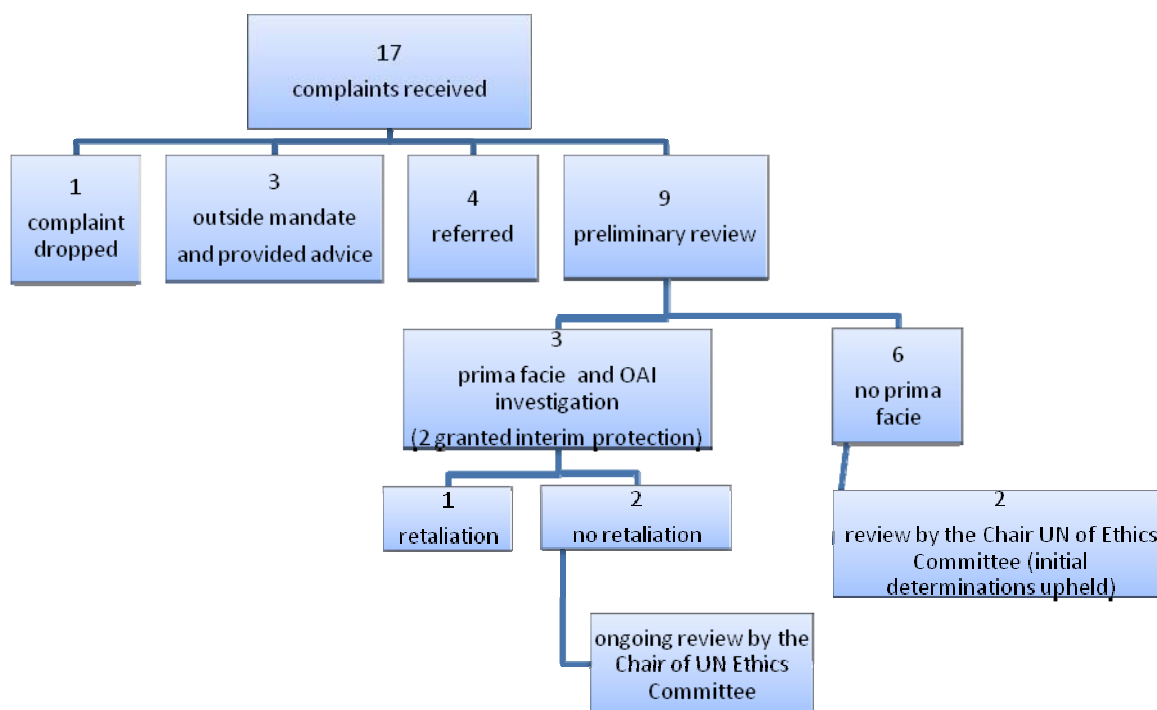 17
complaints received
1
complaint
dropped
3
outside mandate
and provided advice
4
referred
9
preliminary review
3
prima facie and OAI
investigation
(2 granted interim protection)
6
no prima
facie
1
retaliation
2
no retaliation
2
review by the Chair UN of Ethics
Committee (initial
determinations upheld)
ongoing review by the
Chair of UN Ethics
Committee